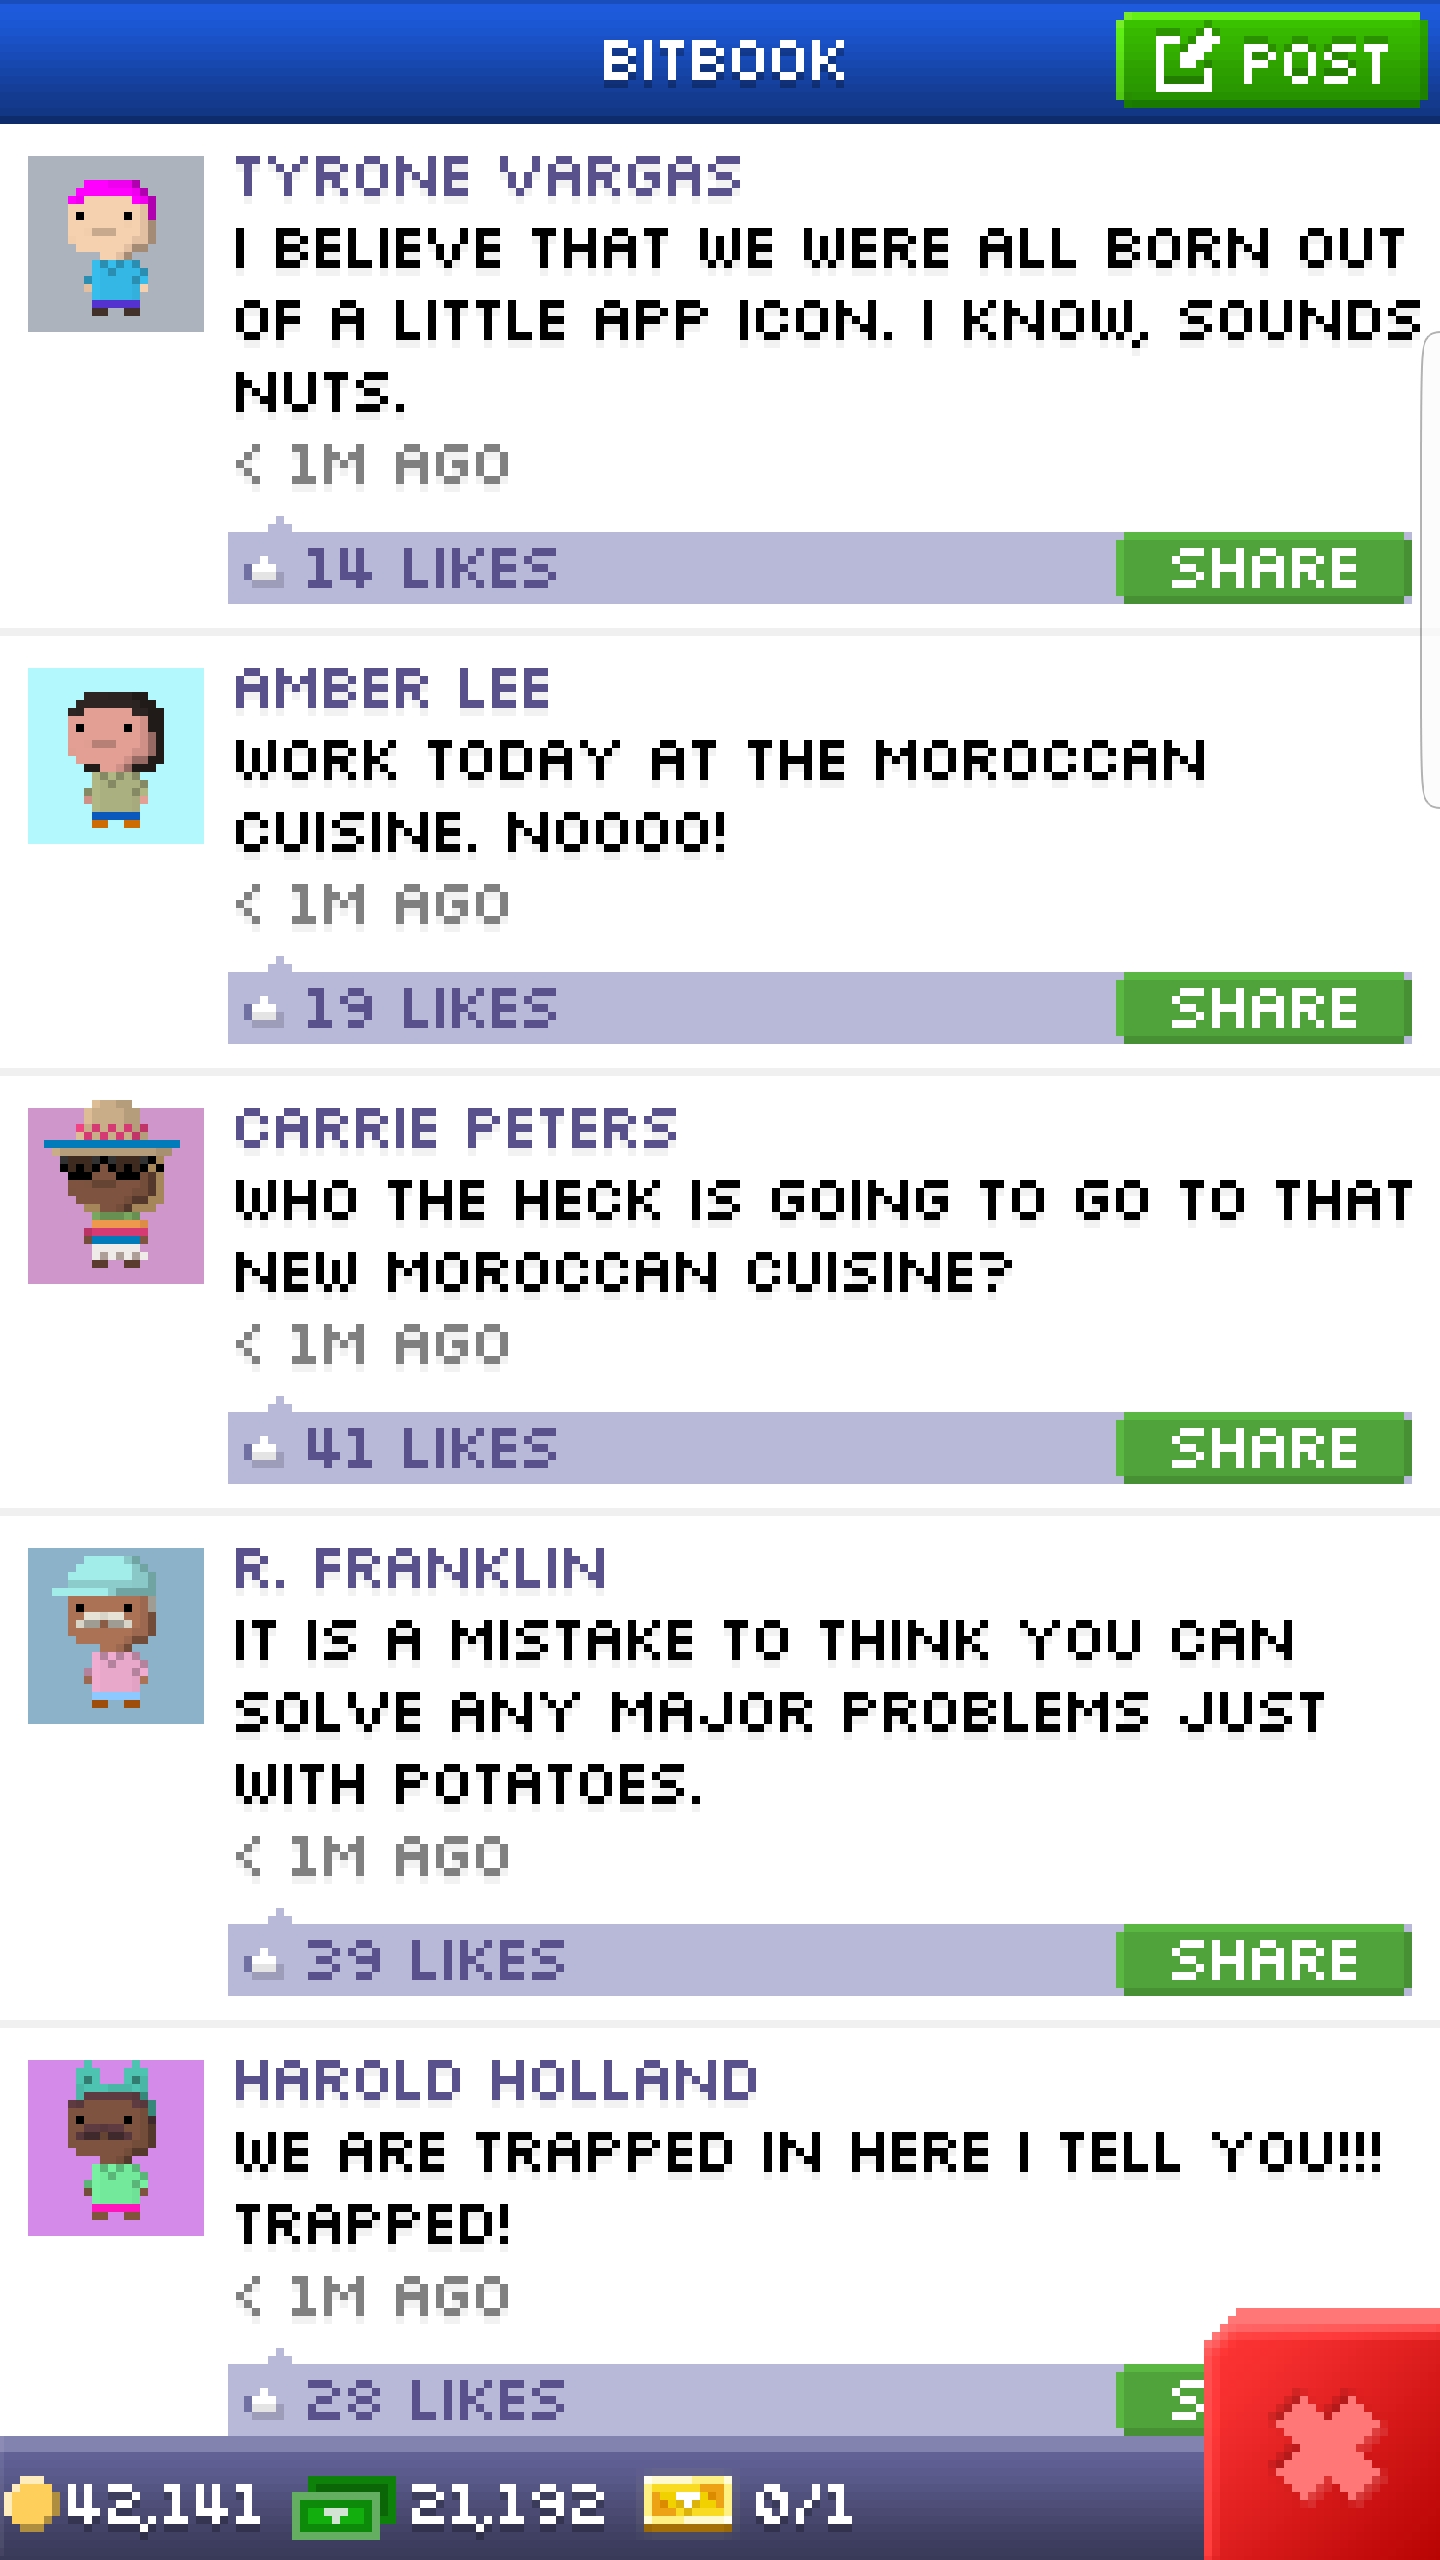 BITBOOK
POST
TYRONE VARGAS
I BELIEVE THAT WE WERE ALL BORN OUT
OF A LITTLE APP ICON. I KNOW, SOUNDS
NUTS.
< 1M AGO
14 LIKES
SHARE
AMBER LEE
WORK TODAY AT THE MOROCCAN
CUISINE. NOOOO!
< 1M AGO
19 LIKES
SHARE
CARRIE PETERS
WHO THE HECK IS GOING TO GO TO THAT
NEW MOROCCAN CUISINE?
< 1M AGO
41 LIKES
SHARE
R. FRANKLIN
IT IS A MISTAKE TO THINK YOU CAN
SOLVE ANY MAJOR PROBLEMS JUST
WITH POTATOES.
< 1M AGO
39 LIKES
SHARE
HAROLD HOLLAND
WE ARE TRAPPED IN HERE I TELL YOU!!!
TRAPPED!
< 1M AGO
28 LIKES
S
42,141 21,192 0/1